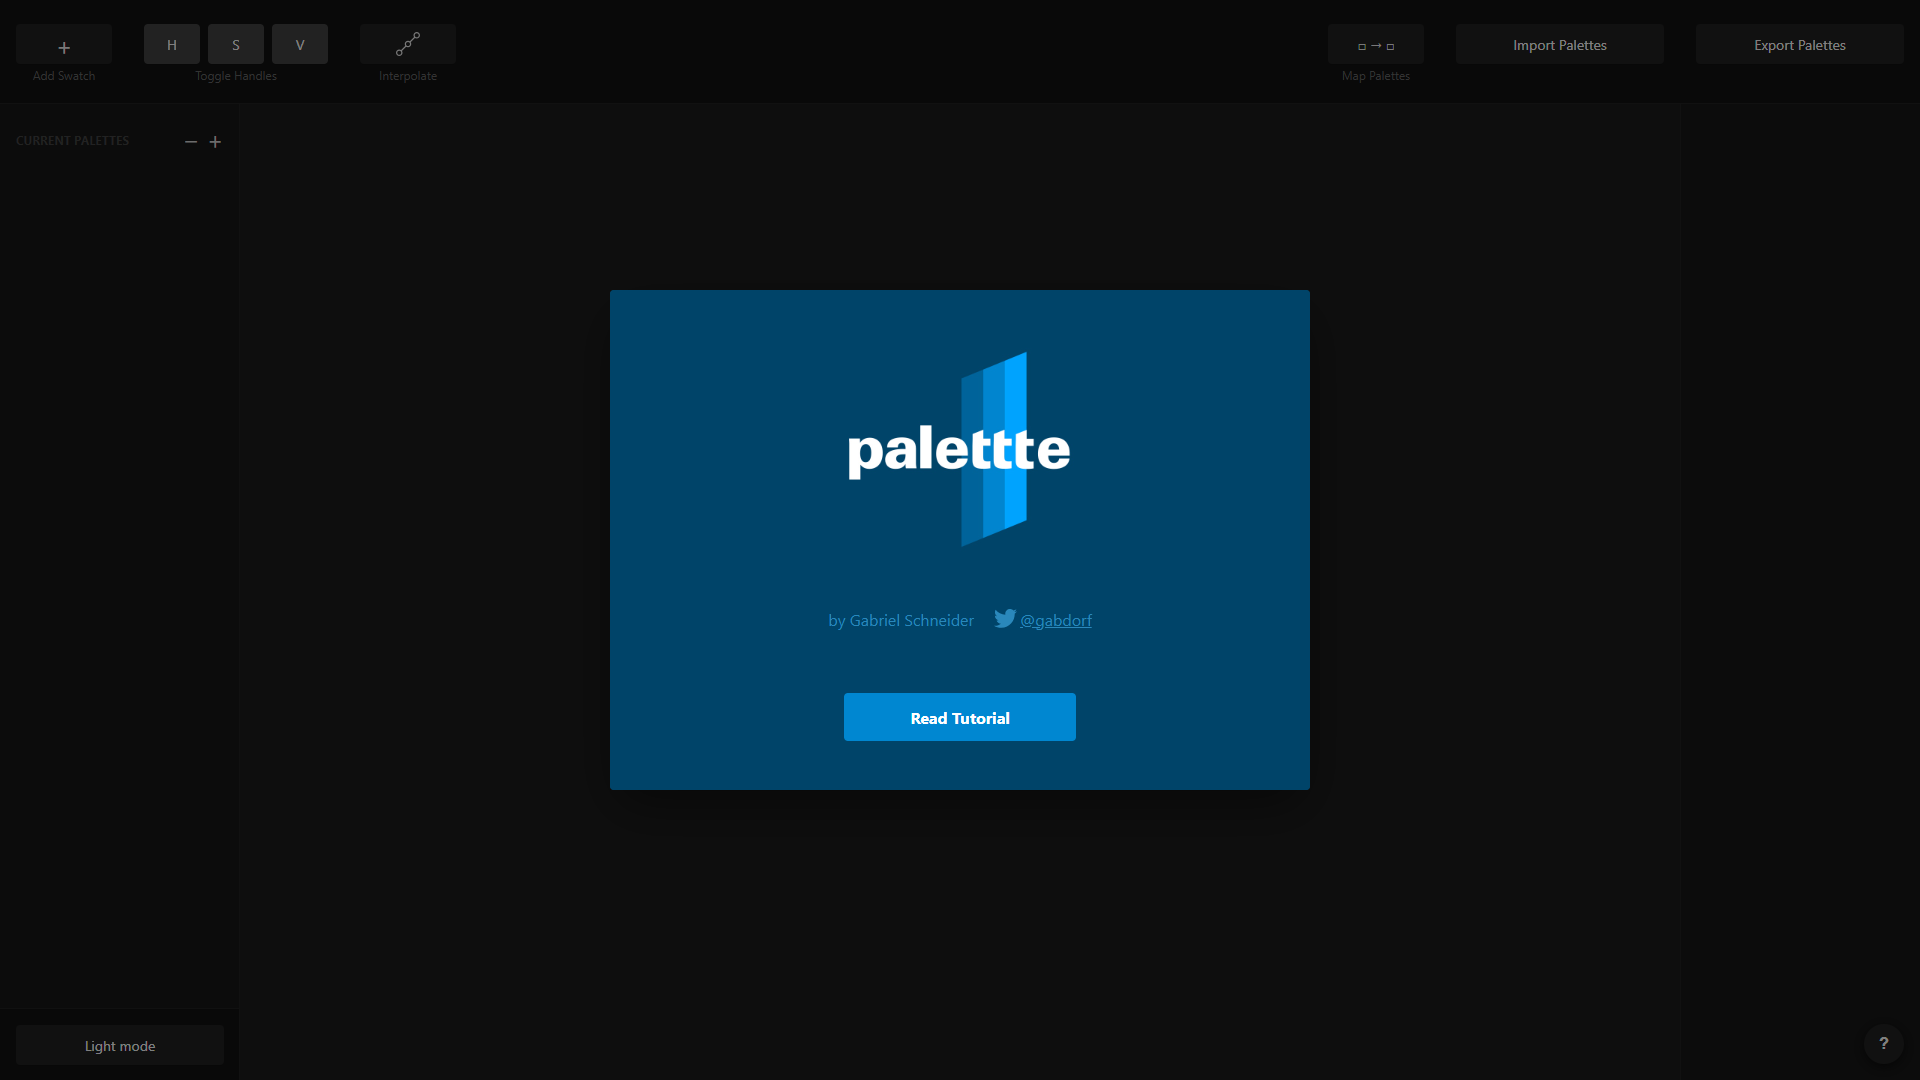 +
Add Swatch
H S V
Toggle Handles
Interpolate
Map Palettes
Import Palettes
Export Palettes
CURRENT PALETTES − +
palettte
by Gabriel Schneider @gabdorf
Read Tutorial
Light mode
?